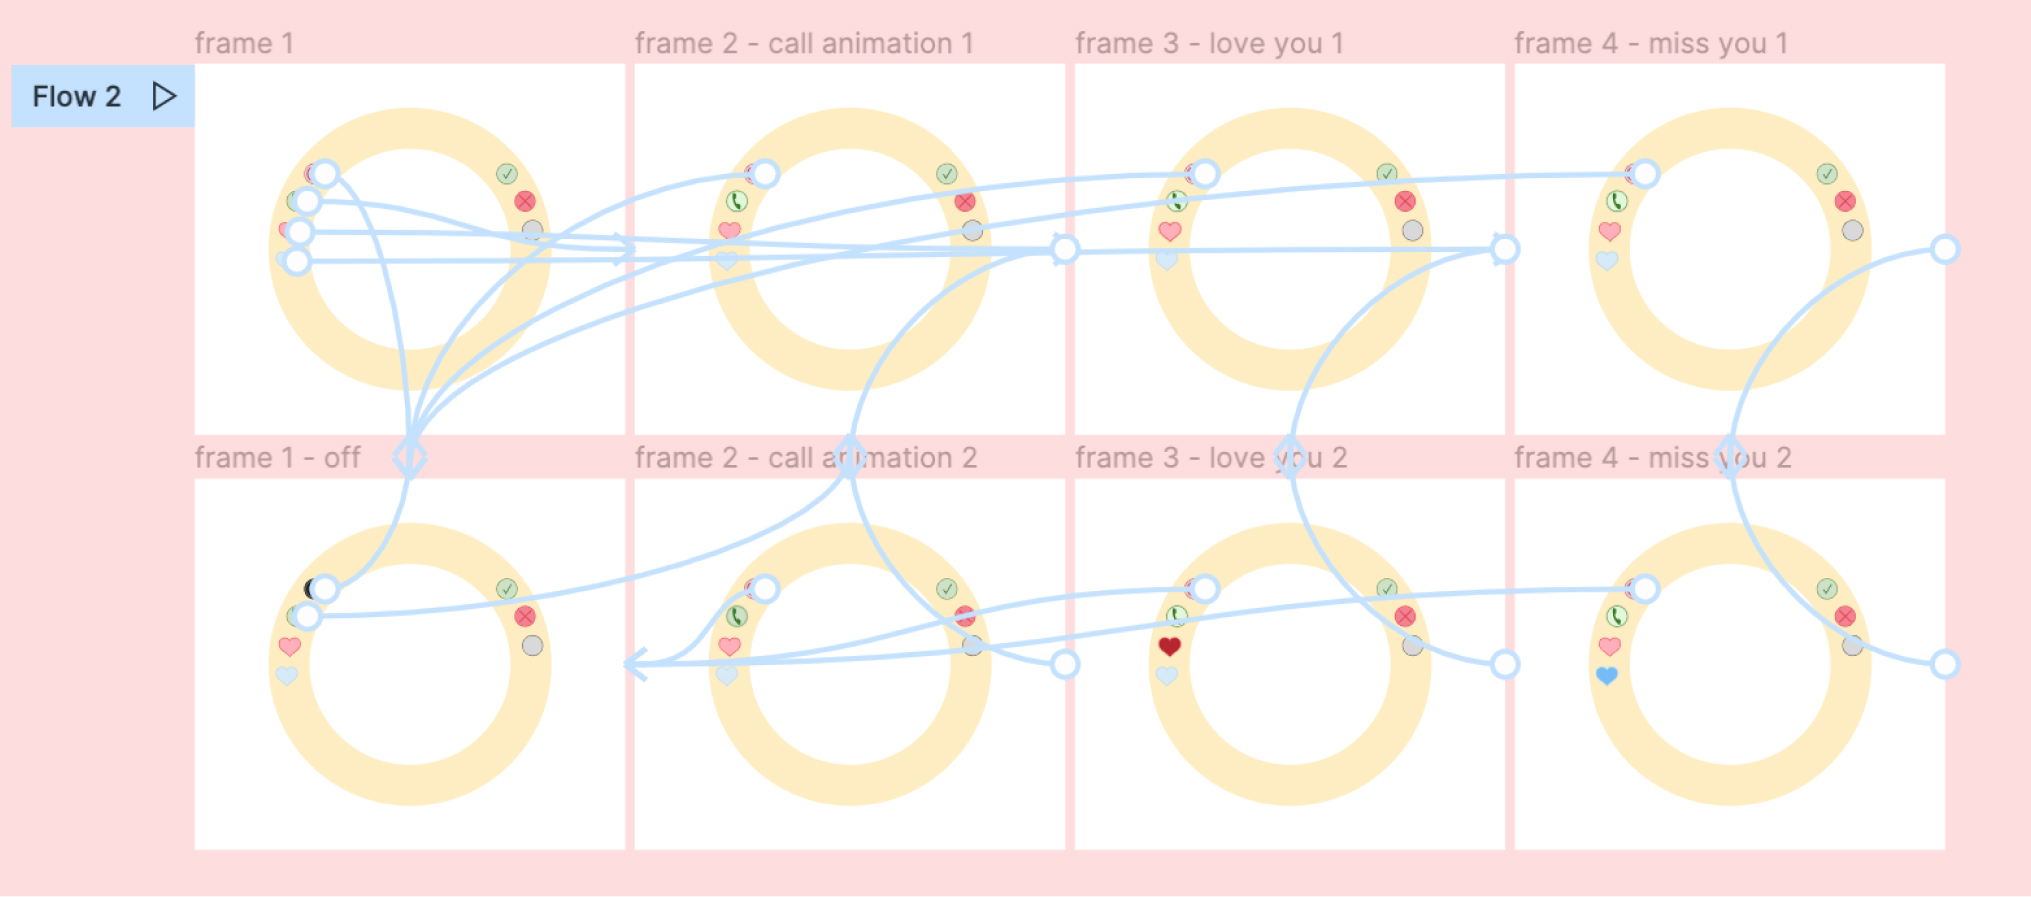 frame 1
frame 2 - call animation 1
frame 3 - love you 1
frame 4 - miss you 1
Flow 2
frame 1 - off
frame 2 - call animation 2
frame 3 - love you 2
frame 4 - miss you 2